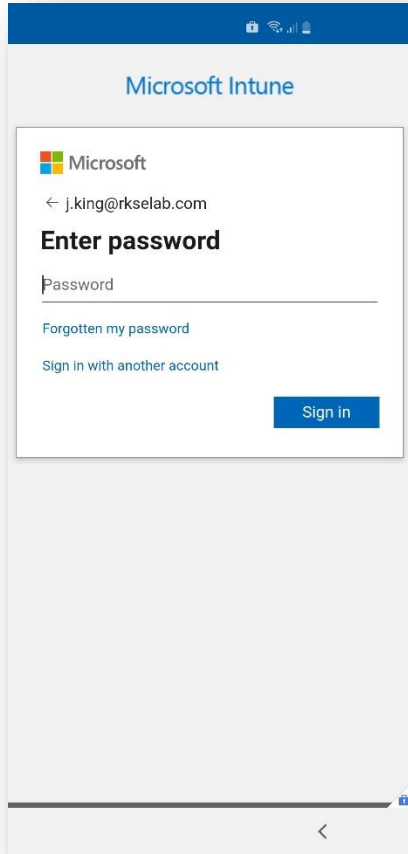 Microsoft Intune
Microsoft
← j.king@rkselab.com
Enter password
Password
Forgotten my password
Sign in with another account
Sign in